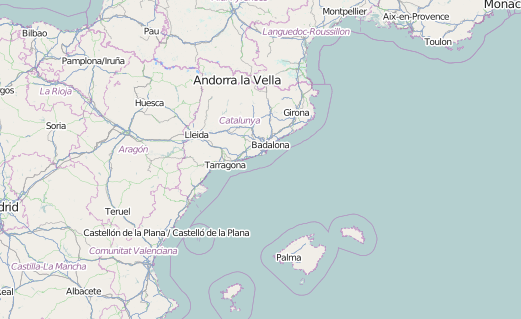 Monac
Montpellier
Aix-en-Provence
Bilbao
Pau
Languedoc-Roussillon
Toulon
Pamplona/Iruña
Andorra la Vella
gos
La Rioja
Huesca
Girona
Soria
Catalunya
Lleida
Aragón
Badalona
Tarragona
drid
Teruel
Castellón de la Plana / Castelló de la Plana
Comunitat Valenciana
Palma
Castilla-La Mancha
eal
Albacete